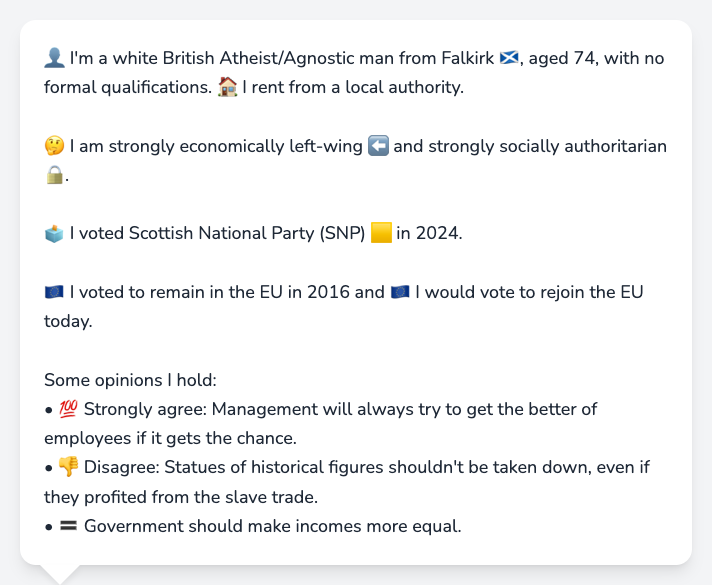 👤 I'm a white British Atheist/Agnostic man from Falkirk 🏴󠁧󠁢󠁳󠁣󠁴󠁿, aged 74, with no
formal qualifications. 🏠 I rent from a local authority.
🤔 I am strongly economically left-wing ⬅️ and strongly socially authoritarian
🔒.
🗳️ I voted Scottish National Party (SNP) 🟨 in 2024.
🇪🇺 I voted to remain in the EU in 2016 and 🇪🇺 I would vote to rejoin the EU
today.
Some opinions I hold:
• 💯 Strongly agree: Management will always try to get the better of
employees if it gets the chance.
• 👎 Disagree: Statues of historical figures shouldn't be taken down, even if
they profited from the slave trade.
• 🟰 Government should make incomes more equal.